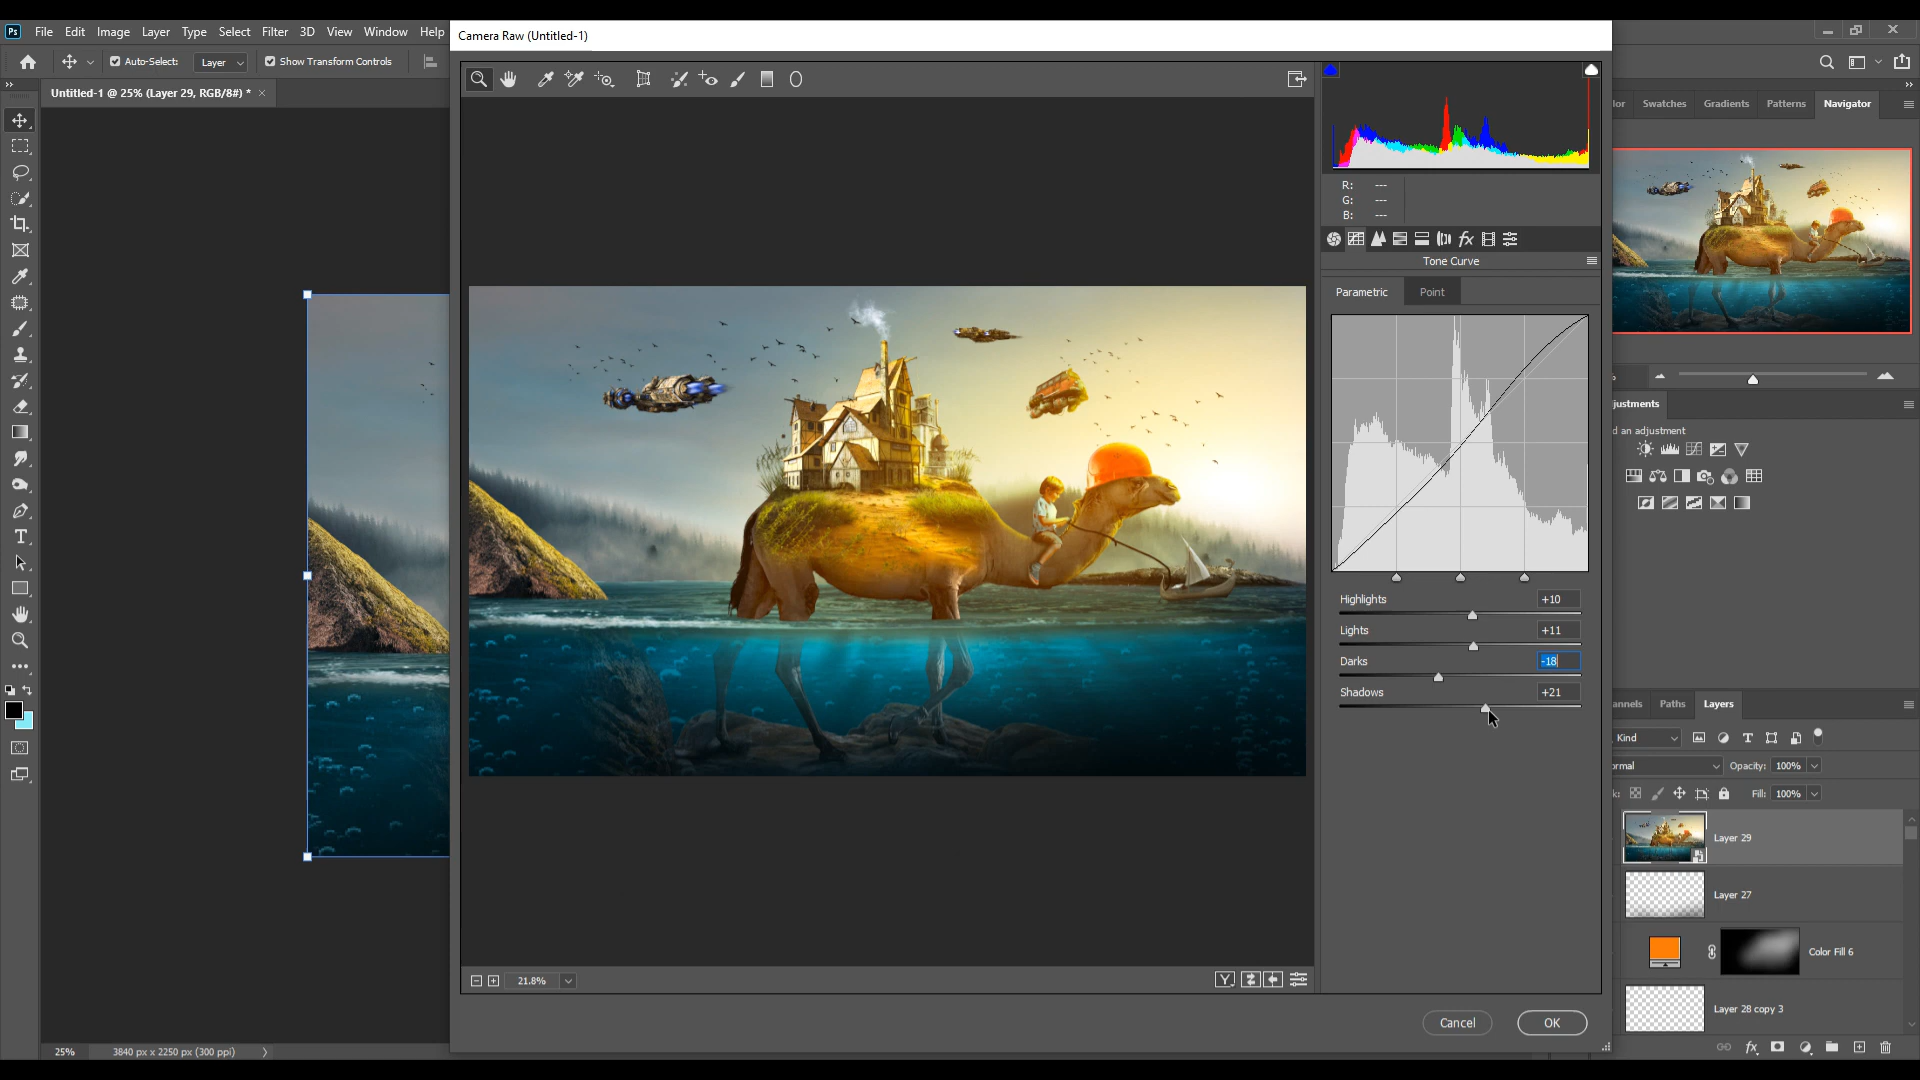 Ps File Edit Image Layer Type Select Filter 3D View Window Help
Camera Raw (Untitled-1)
Auto-Select: Layer Show Transform Controls
Untitled-1 @ 25% (Layer 29, RGB/8#) *
R: ---
G: ---
B: ---
Tone Curve
Parametric Point
Highlights +10
Lights +11
Darks -18
Shadows +21
21.8%
Y
Cancel OK
25% 3840 px x 2250 px (300 ppi)
lor Swatches Gradients Patterns Navigator
%
justments
d an adjustment
annels Paths Layers
Kind
ormal Opacity: 100%
k: Fill: 100%
Layer 29
Layer 27
Color Fill 6
Layer 28 copy 3
fx